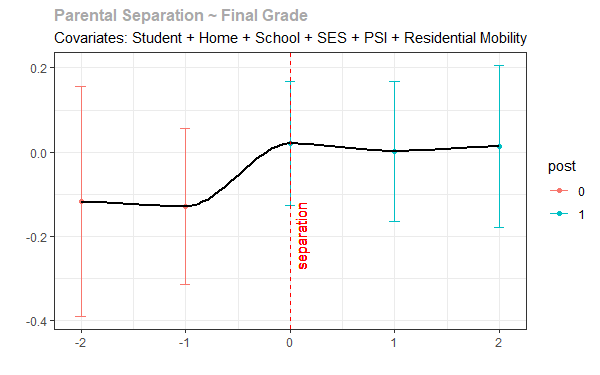 Parental Separation ~ Final Grade
Covariates: Student + Home + School + SES + PSI + Residential Mobility
0.2
0.0
-0.2
-0.4
separation
-2
-1
0
1
2
post
0
1